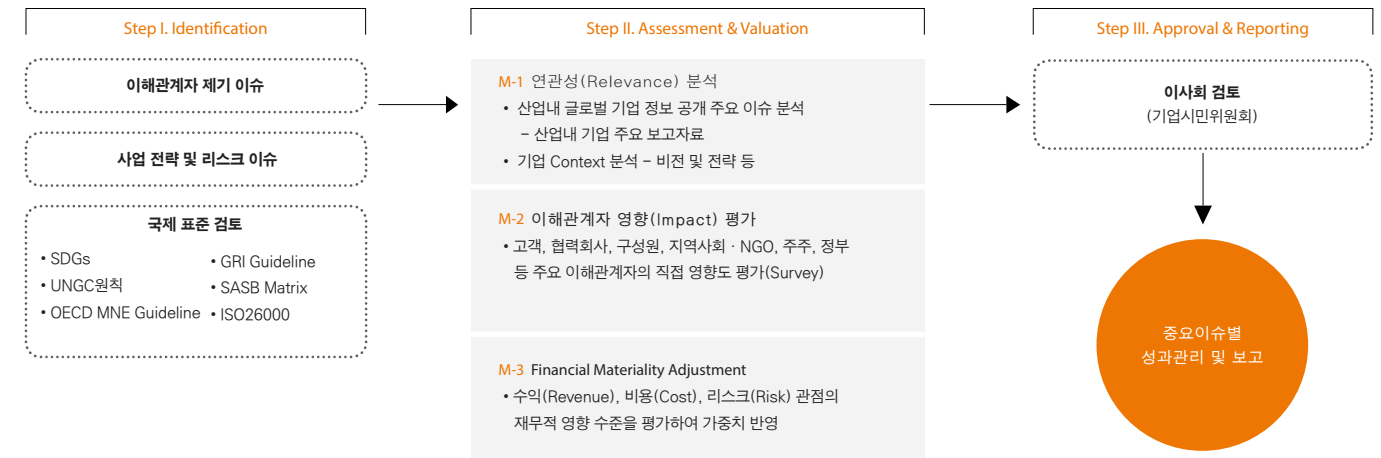 Step I. Identification
이해관계자 제기 이슈
사업 전략 및 리스크 이슈
국제 표준 검토
• SDGs
• UNGC원칙
• OECD MNE Guideline
• GRI Guideline
• SASB Matrix
• ISO26000
Step II. Assessment & Valuation
M-1 연관성(Relevance) 분석
• 산업내 글로벌 기업 정보 공개 주요 이슈 분석
– 산업내 기업 주요 보고자료
• 기업 Context 분석 – 비전 및 전략 등
M-2 이해관계자 영향(Impact) 평가
• 고객, 협력회사, 구성원, 지역사회 · NGO, 주주, 정부
등 주요 이해관계자의 직접 영향도 평가(Survey)
M-3 Financial Materiality Adjustment
• 수익(Revenue), 비용(Cost), 리스크(Risk) 관점의
재무적 영향 수준을 평가하여 가중치 반영
Step III. Approval & Reporting
이사회 검토
(기업시민위원회)
중요이슈별
성과관리 및 보고